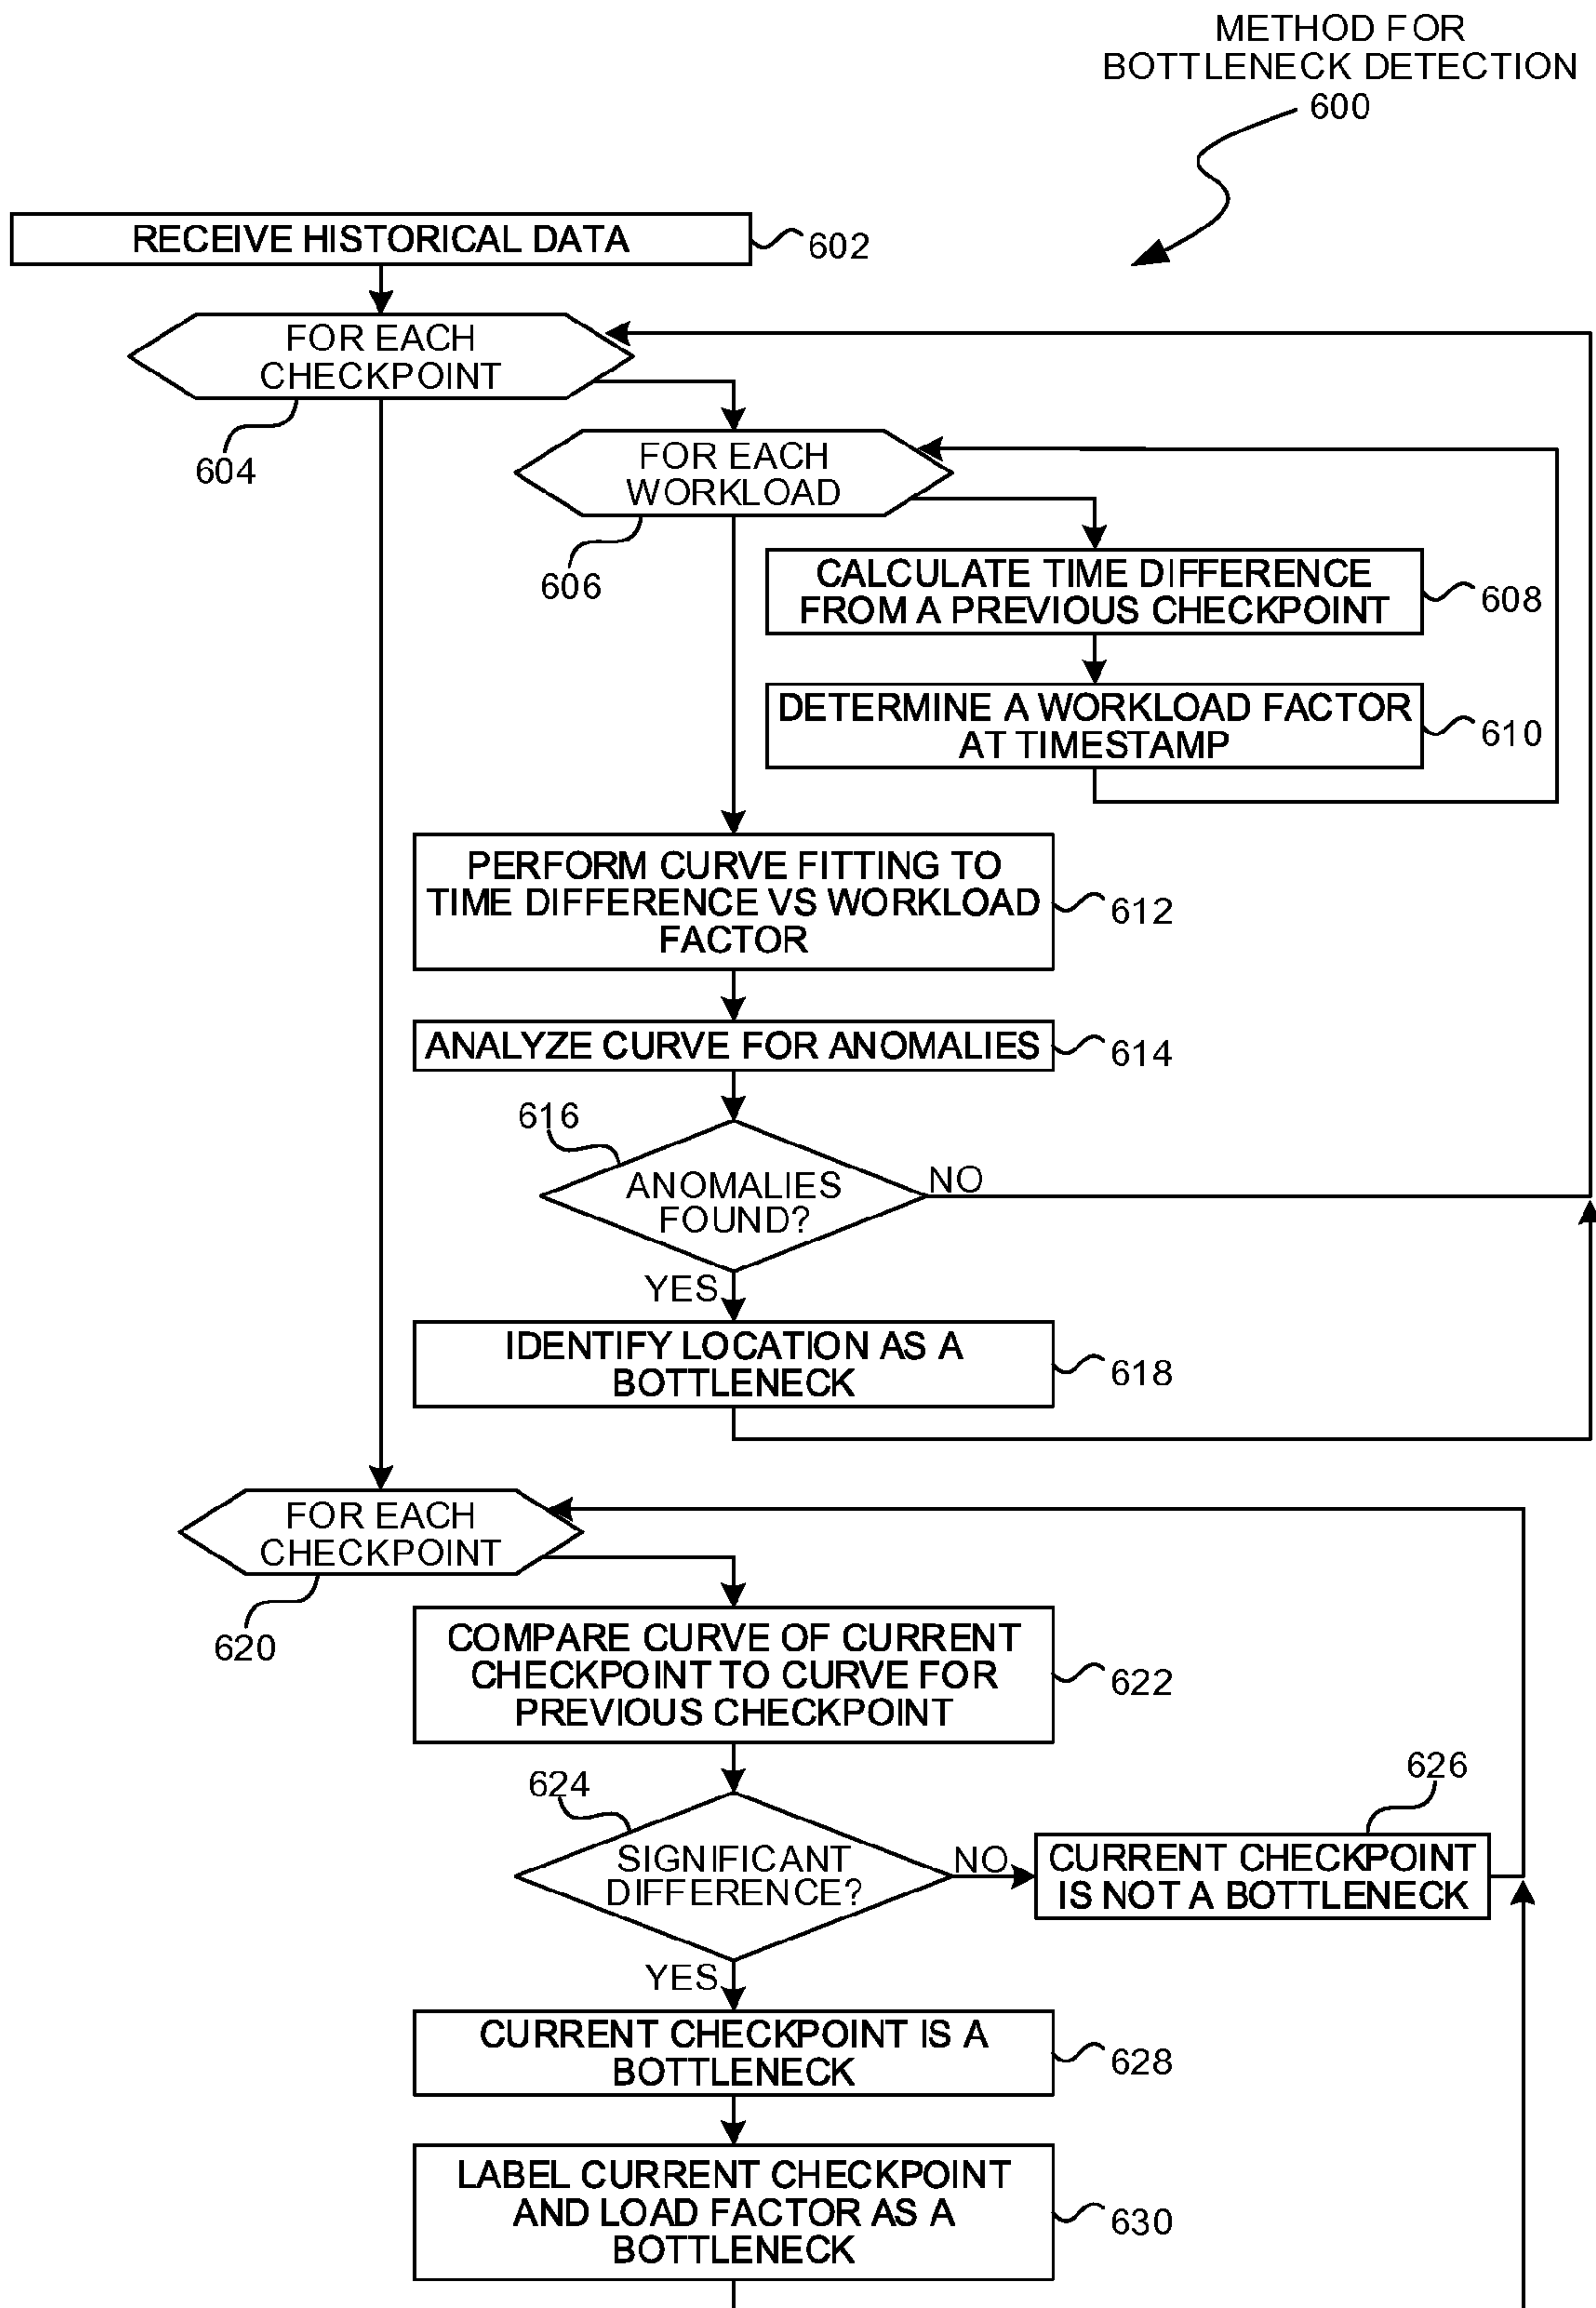 METHOD FOR
BOTTLENECK DETECTION
600
RECEIVE HISTORICAL DATA
602
FOR EACH
CHECKPOINT
604
FOR EACH
WORKLOAD
606
CALCULATE TIME DIFFERENCE
FROM A PREVIOUS CHECKPOINT
608
DETERMINE A WORKLOAD FACTOR
AT TIMESTAMP
610
PERFORM CURVE FITTING TO
TIME DIFFERENCE VS WORKLOAD
FACTOR
612
ANALYZE CURVE FOR ANOMALIES
614
616
ANOMALIES
FOUND?
NO
YES
IDENTIFY LOCATION AS A
BOTTLENECK
618
FOR EACH
CHECKPOINT
620
COMPARE CURVE OF CURRENT
CHECKPOINT TO CURVE FOR
PREVIOUS CHECKPOINT
622
624
SIGNIFICANT
DIFFERENCE?
NO
626
CURRENT CHECKPOINT
IS NOT A BOTTLENECK
YES
CURRENT CHECKPOINT IS A
BOTTLENECK
628
LABEL CURRENT CHECKPOINT
AND LOAD FACTOR AS A
BOTTLENECK
630